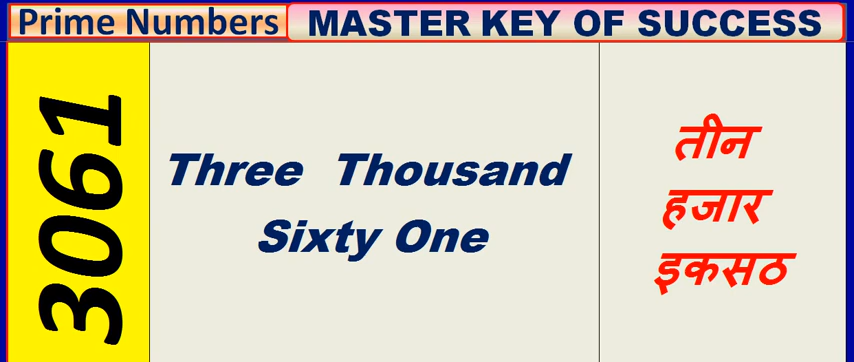 Prime Numbers
MASTER KEY OF SUCCESS
3061
Three Thousand
Sixty One
तीन
हजार
इकसठ